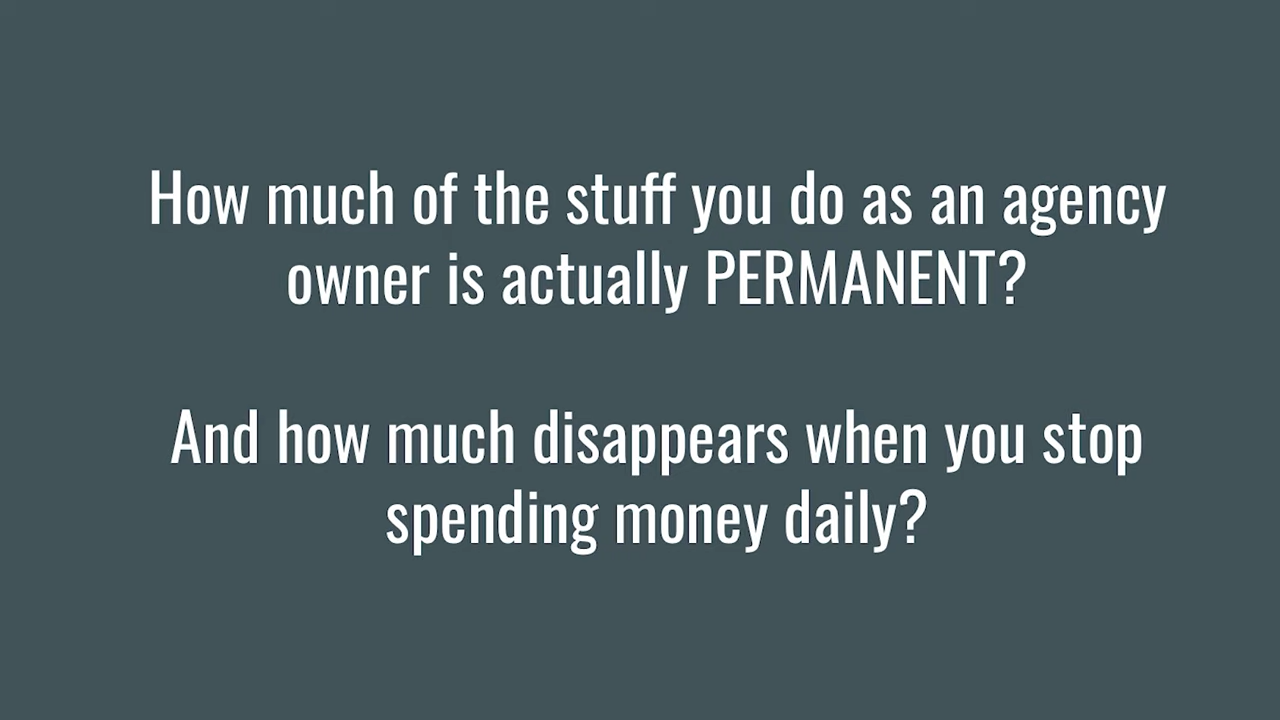 How much of the stuff you do as an agency
owner is actually PERMANENT?
And how much disappears when you stop
spending money daily?